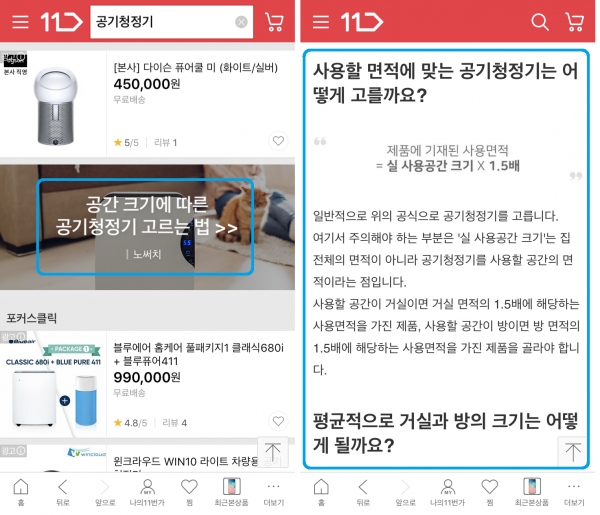 11
공기청정기
dyson
본사 직영
[본사] 다이슨 퓨어쿨 미 (화이트/실버)
450,000원
무료배송
5/5 | 리뷰 1
공간 크기에 따른
공기청정기 고르는 법 >>
| 노써치
포커스클릭
광고
PACKAGE 1
CLASSIC 680i + BLUE PURE 411
블루에어 홈케어 풀패키지1 클래식680i
+ 블루퓨어411
990,000원
무료배송
4.8/5 | 리뷰 4
광고
wincloud
윈크라우드 WIN10 라이트 차량용
홈
뒤로
앞으로
MY
나의11번가
찜
최근본상품
더보기
11
사용할 면적에 맞는 공기청정기는 어
떻게 고를까요?
제품에 기재된 사용면적
= 실 사용공간 크기 X 1.5배
일반적으로 위의 공식으로 공기청정기를 고릅니다.
여기서 주의해야 하는 부분은 '실 사용공간 크기'는 집
전체의 면적이 아니라 공기청정기를 사용할 공간의 면
적이라는 점입니다.
사용할 공간이 거실이면 거실 면적의 1.5배에 해당하는
사용면적을 가진 제품, 사용할 공간이 방이면 방 면적의
1.5배에 해당하는 사용면적을 가진 제품을 골라야 합니
다.
평균적으로 거실과 방의 크기는 어떻
게 될까요?
홈
뒤로
앞으로
MY
나의11번가
찜
최근본상품
더보기